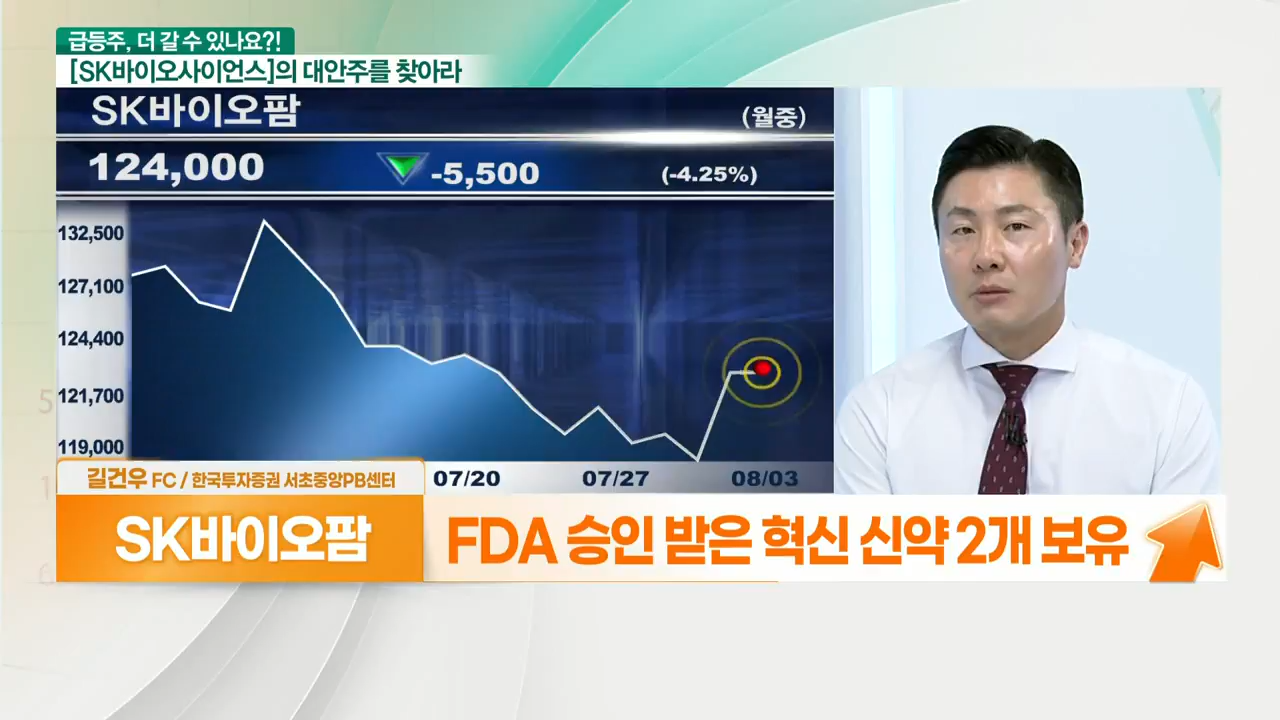 급등주, 더 갈 수 있나요?!
[SK바이오사이언스]의 대안주를 찾아라
SK바이오팜
(월중)
124,000
-5,500
(-4.25%)
132,500
127,100
124,400
121,700
119,000
07/20
07/27
08/03
길건우 FC / 한국투자증권 서초중앙PB센터
SK바이오팜
FDA 승인 받은 혁신 신약 2개 보유